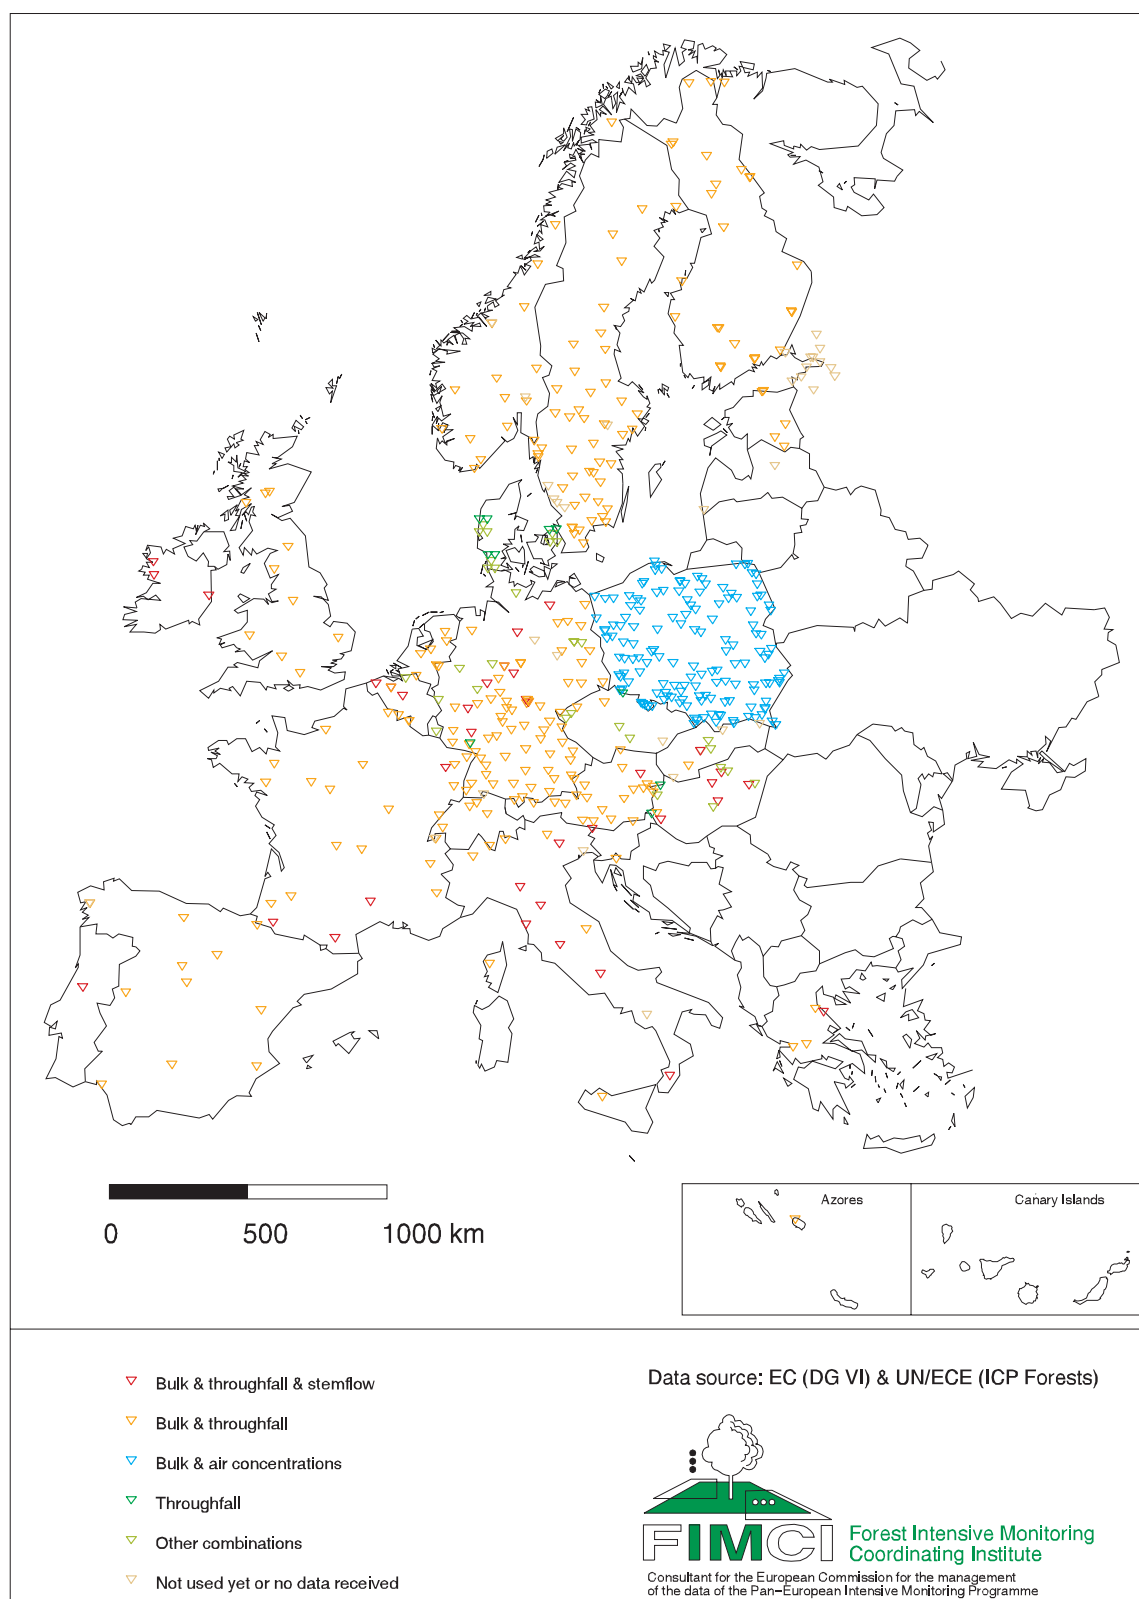 Azores
Canary Islands
0 500 1000 km
Bulk & throughfall & stemflow
Bulk & throughfall
Bulk & air concentrations
Throughfall
Other combinations
Not used yet or no data received
Data source: EC (DG VI) & UN/ECE (ICP Forests)
FIMCI
Forest Intensive Monitoring
Coordinating Institute
Consultant for the European Commission for the management
of the data of the Pan−European Intensive Monitoring Programme